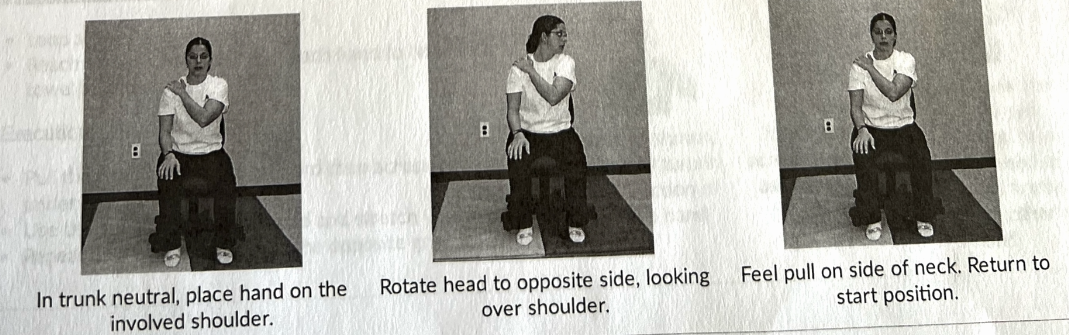 In trunk neutral, place hand on the
involved shoulder.
Rotate head to opposite side, looking
over shoulder.
Feel pull on side of neck. Return to
start position.